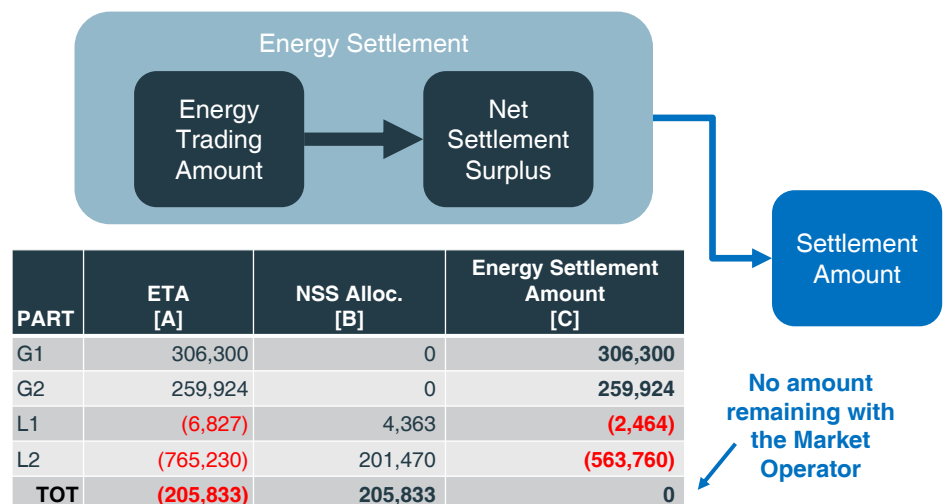 Energy Settlement
Energy
Trading
Amount
Net
Settlement
Surplus
Settlement
Amount
PART
ETA
[A]
NSS Alloc.
[B]
Energy Settlement
Amount
[C]
G1 306,300 0 306,300
G2 259,924 0 259,924
L1 (6,827) 4,363 (2,464)
L2 (765,230) 201,470 (563,760)
TOT (205,833) 205,833 0
No amount
remaining with
the Market
Operator